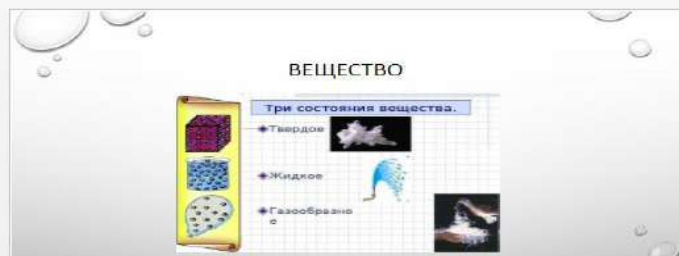 ВЕЩЕСТВО
Три состояния вещества.
Твердое
Жидкое
Газообразно
е